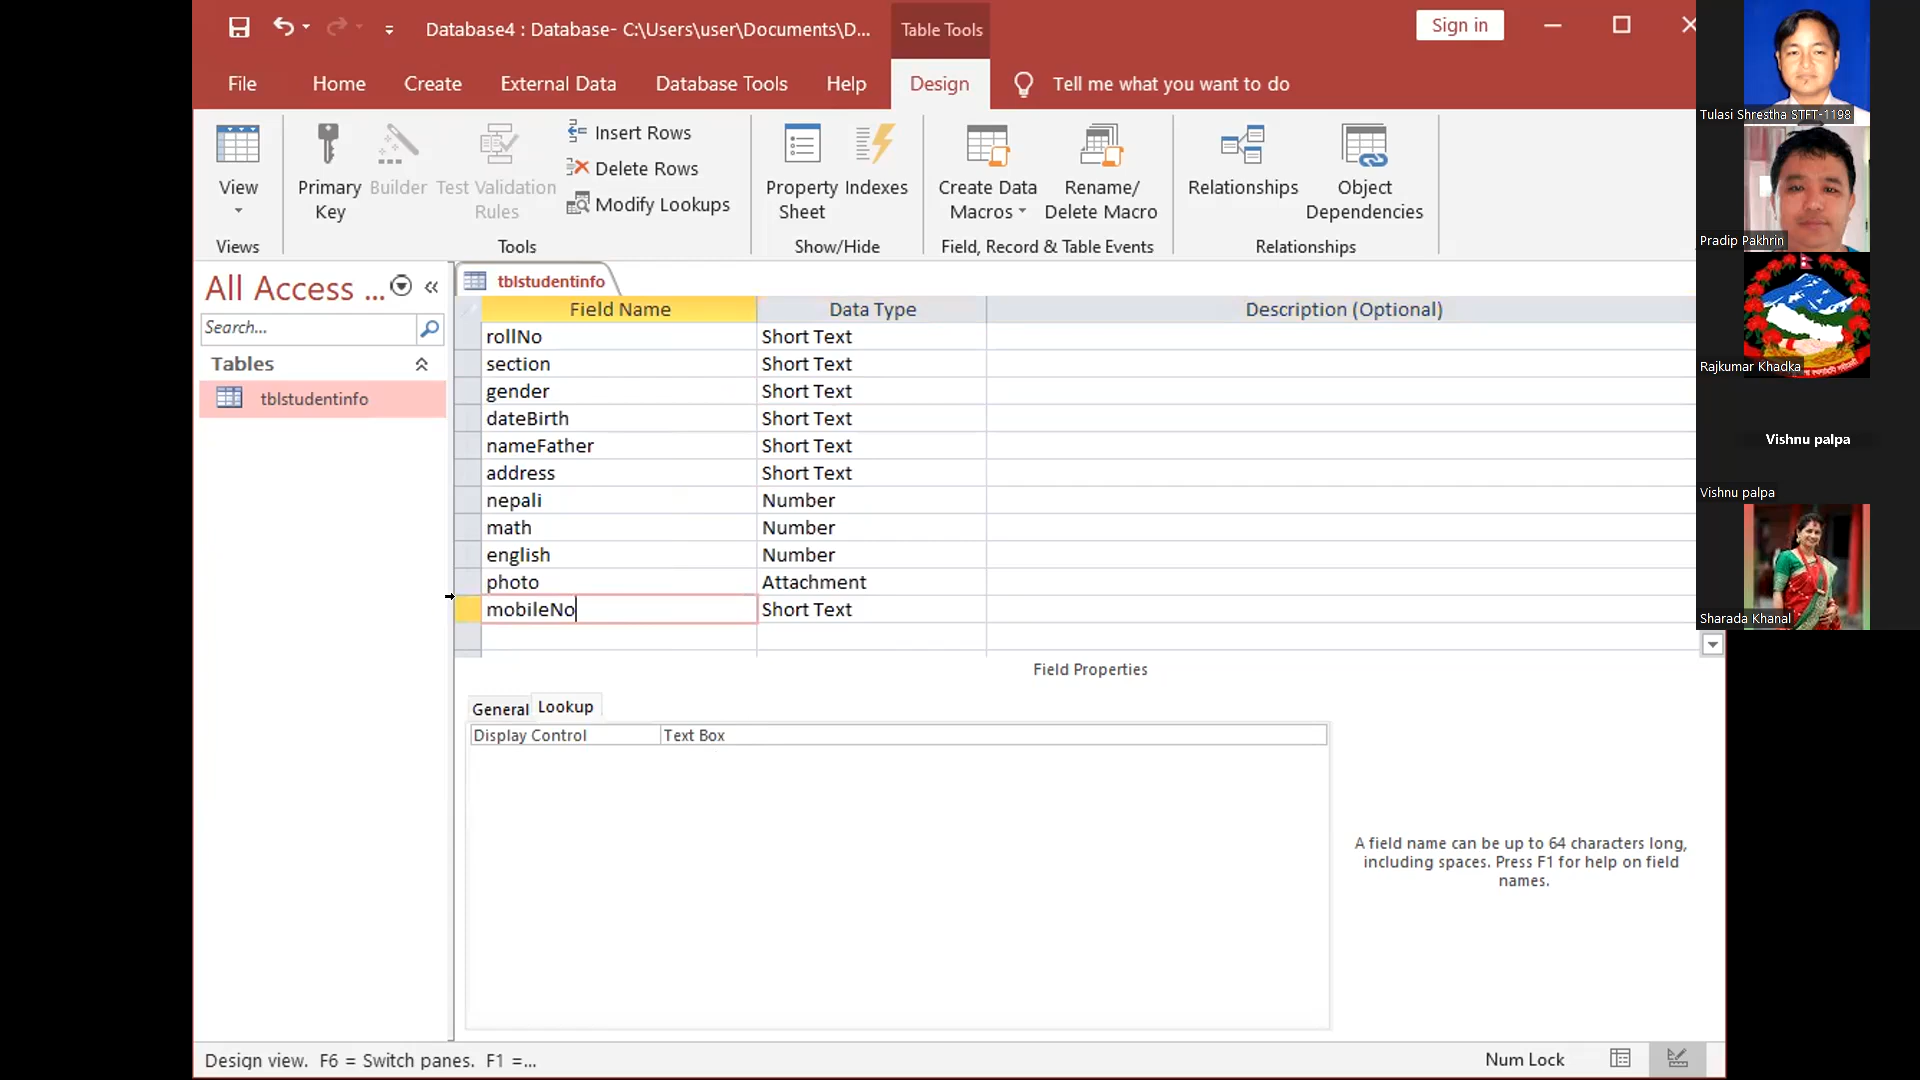 Database4 : Database- C:\Users\user\Documents\D...
Table Tools
Sign in
File
Home
Create
External Data
Database Tools
Help
Design
Tell me what you want to do
View
Primary Key
Builder
Test Validation Rules
Insert Rows
Delete Rows
Modify Lookups
Property Sheet
Indexes
Create Data Macros
Rename/ Delete Macro
Relationships
Object Dependencies
Views
Tools
Show/Hide
Field, Record & Table Events
Relationships
All Access ...
Search...
Tables
tblstudentinfo
tblstudentinfo
Field Name
Data Type
Description (Optional)
rollNo Short Text
section Short Text
gender Short Text
dateBirth Short Text
nameFather Short Text
address Short Text
nepali Number
math Number
english Number
photo Attachment
mobileNo Short Text
Field Properties
General
Lookup
Display Control
Text Box
A field name can be up to 64 characters long,
including spaces. Press F1 for help on field
names.
Design view. F6 = Switch panes. F1 =...
Num Lock
Tulasi Shrestha STFT-1198
Pradip Pakhrin
Rajkumar Khadka
Vishnu palpa
Vishnu palpa
Sharada Khanal